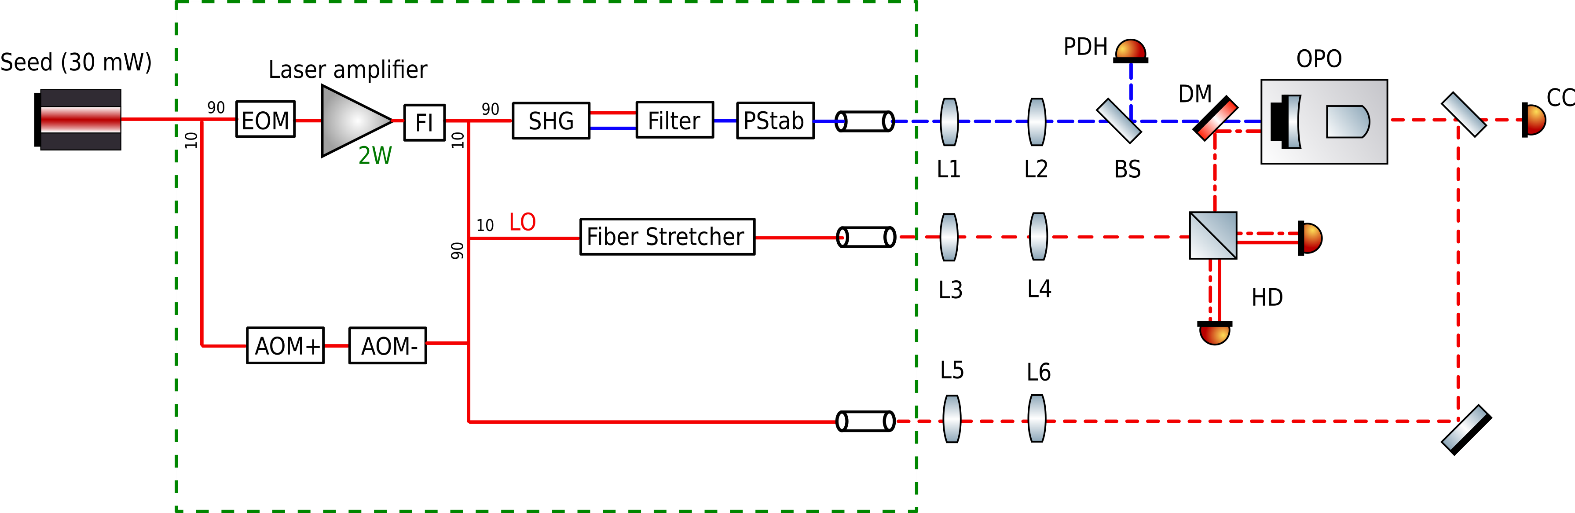 Seed (30 mW)
Laser amplifier
90
10
EOM
2W
FI
90
10
SHG
Filter
PStab
L1
L2
PDH
BS
DM
OPO
CC
10
LO
90
Fiber Stretcher
L3
L4
HD
AOM+
AOM-
L5
L6